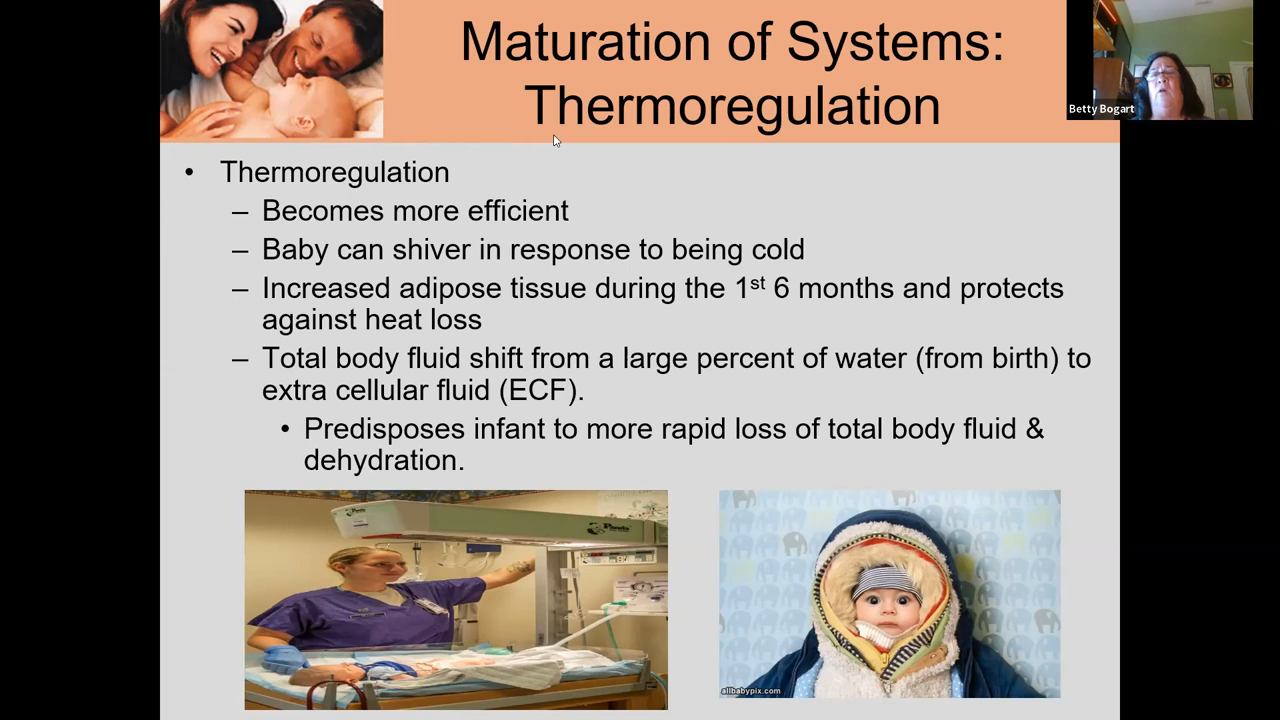 Maturation of Systems:
Thermoregulation
Betty Bogart
• Thermoregulation
– Becomes more efficient
– Baby can shiver in response to being cold
– Increased adipose tissue during the 1st 6 months and protects
against heat loss
– Total body fluid shift from a large percent of water (from birth) to
extra cellular fluid (ECF).
• Predisposes infant to more rapid loss of total body fluid &
dehydration.
allbabypix.com